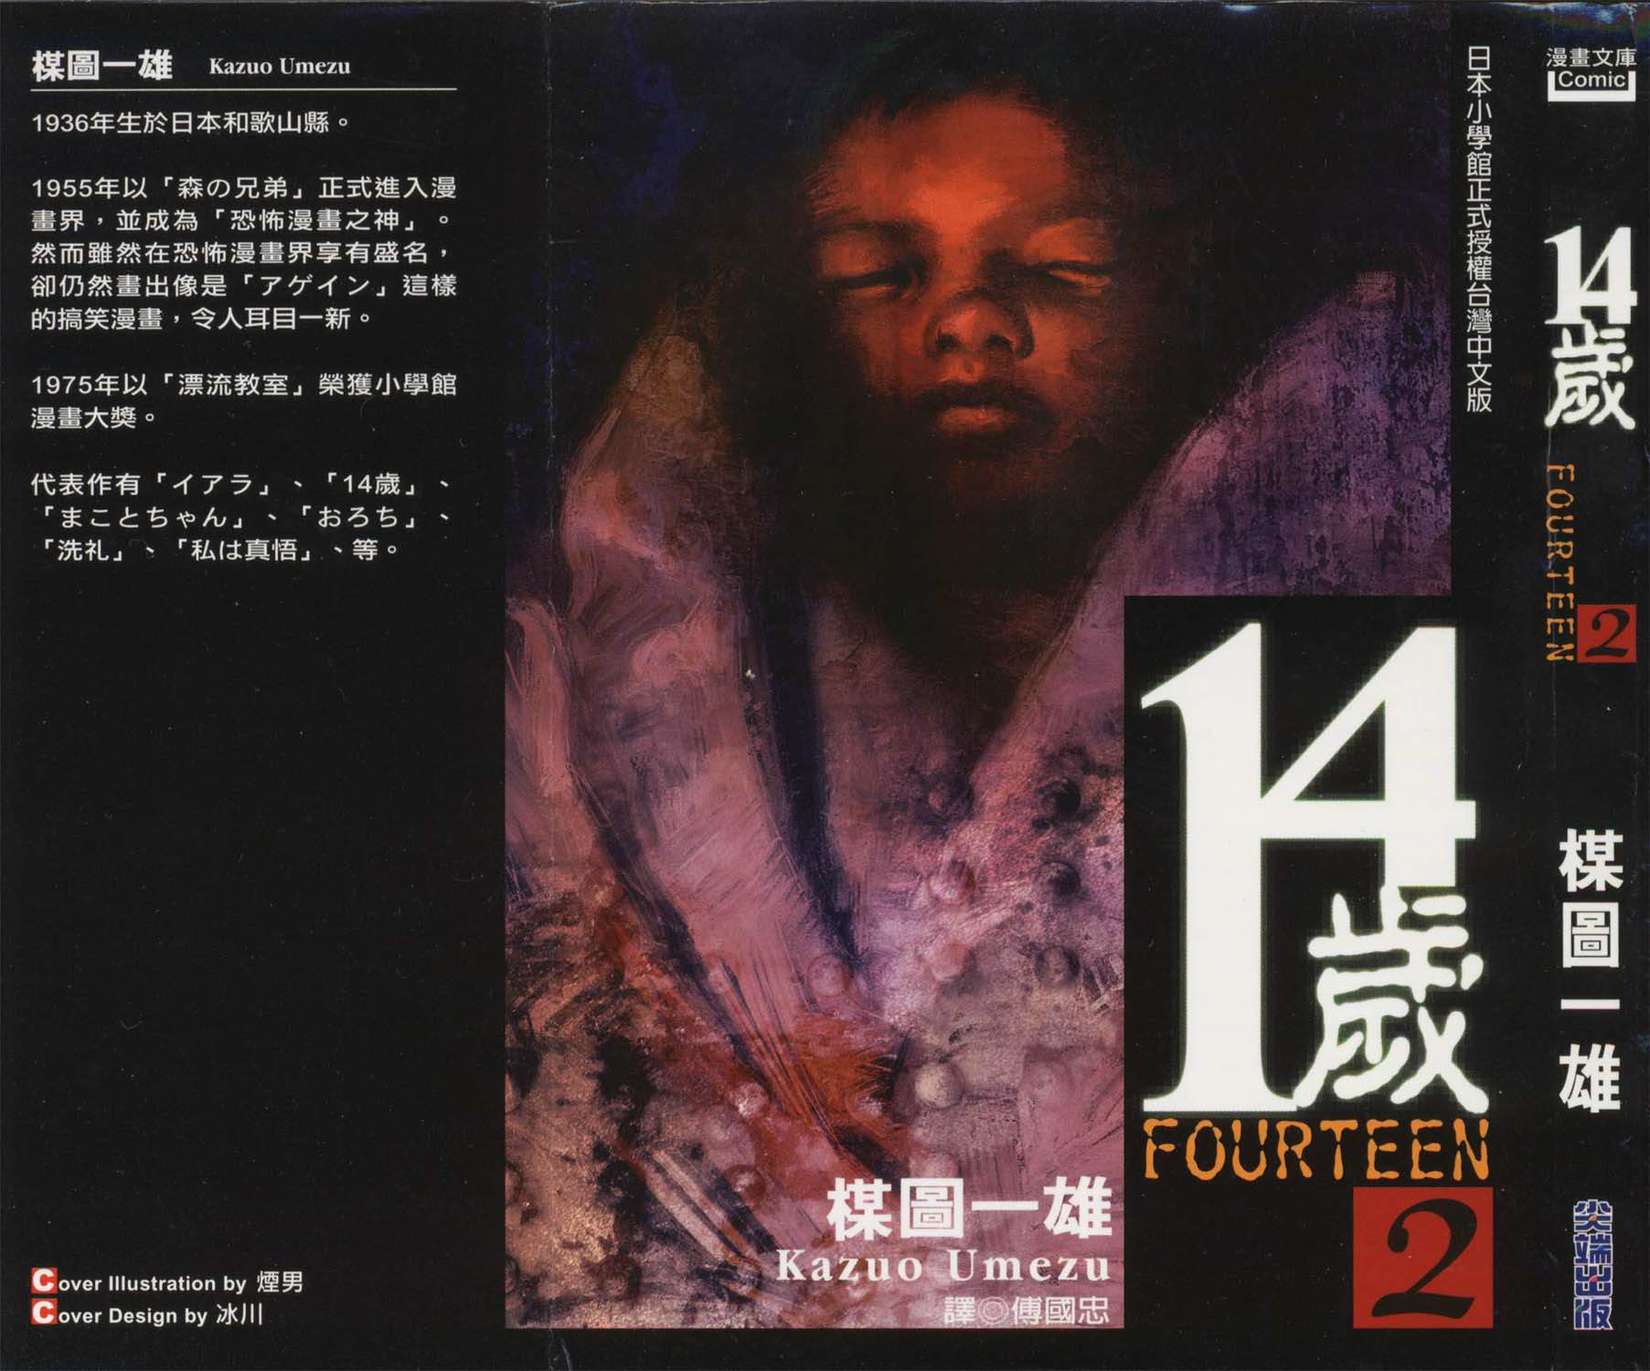 楳圖一雄 Kazuo Umezu
1936年生於日本和歌山縣。
1955年以「森の兄弟」正式進入漫
畫界，並成為「恐怖漫畫之神」。
然而雖然在恐怖漫畫界享有盛名，
卻仍然畫出像是「アゲイン」這樣
的搞笑漫畫，令人耳目一新。
1975年以「漂流教室」榮獲小學館
漫畫大獎。
代表作有「イアラ」、「14歲」、
「まことちゃん」、「おろち」、
「洗礼」、「私は真悟」、等。
Cover Illustration by 煙男
Cover Design by 冰川
日本小學館正式授權台灣中文版
14
歲
FOURTEEN
2
楳圖一雄
Kazuo Umezu
譯◎傅國忠
漫畫文庫
Comic
14
歲
FOURTEEN
2
楳圖一雄
尖端出版